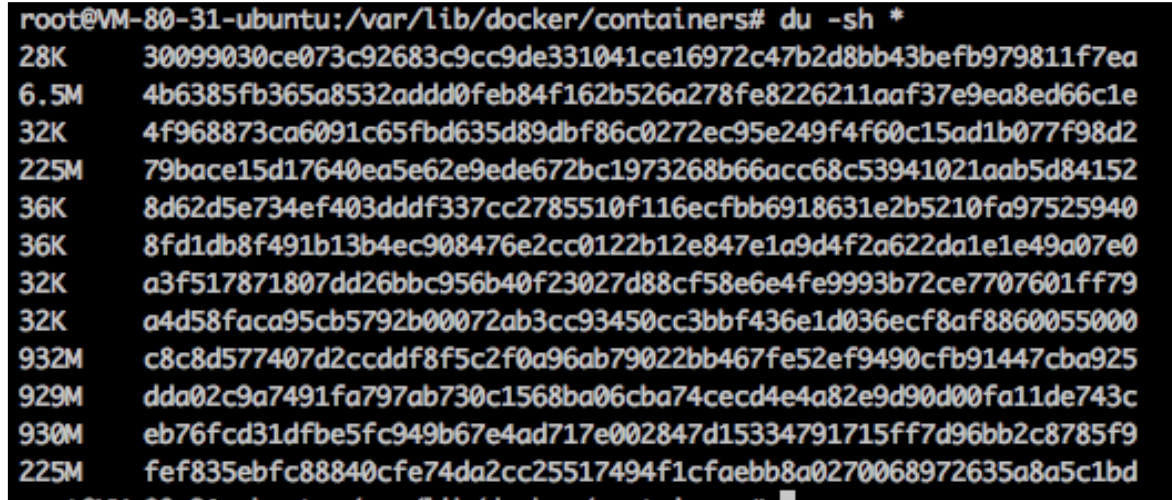 root@VM-80-31-ubuntu:/var/lib/docker/containers# du -sh *
28K 30099030ce073c92683c9cc9de331041ce16972c47b2d8bb43befb979811f7ea
6.5M 4b6385fb365a8532addd0feb84f162b526a278fe8226211aaf37e9ea8ed66c1e
32K 4f968873ca6091c65fbd635d89dbf86c0272ec95e249f4f60c15ad1b077f98d2
225M 79bace15d17640ea5e62e9ede672bc1973268b66acc68c53941021aab5d84152
36K 8d62d5e734ef403dddf337cc2785510f116ecfbb6918631e2b5210fa97525940
36K 8fd1db8f491b13b4ec908476e2cc0122b12e847e1a9d4f2a622da1e1e49a07e0
32K a3f517871807dd26bbc956b40f23027d88cf58e6e4fe9993b72ce7707601ff79
32K a4d58faca95cb5792b00072ab3cc93450cc3bbf436e1d036ecf8af8860055000
932M c8c8d577407d2ccddf8f5c2f0a96ab79022bb467fe52ef9490cfb91447cba925
929M dda02c9a7491fa797ab730c1568ba06cba74cecd4e4a82e9d90d00fa11de743c
930M eb76fcd31dfbe5fc949b67e4ad717e002847d15334791715ff7d96bb2c8785f9
225M fef835ebfc88840cfe74da2cc25517494f1cfaebb8a0270068972635a8a5c1bd